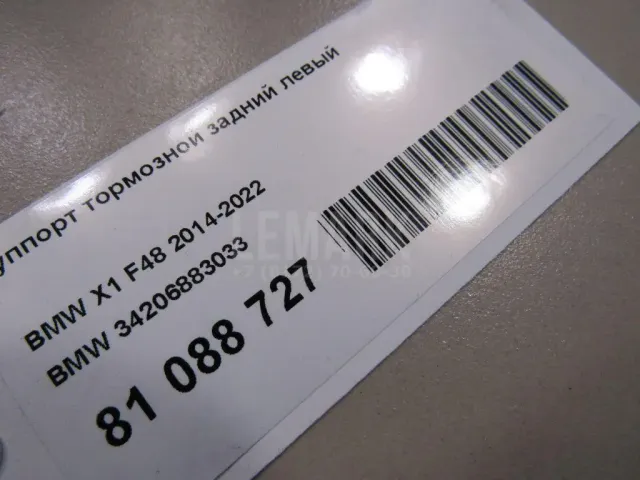 уппорт тормозной задний левый
BMW X1 F48 2014-2022
BMW 34206883033
81 088 727